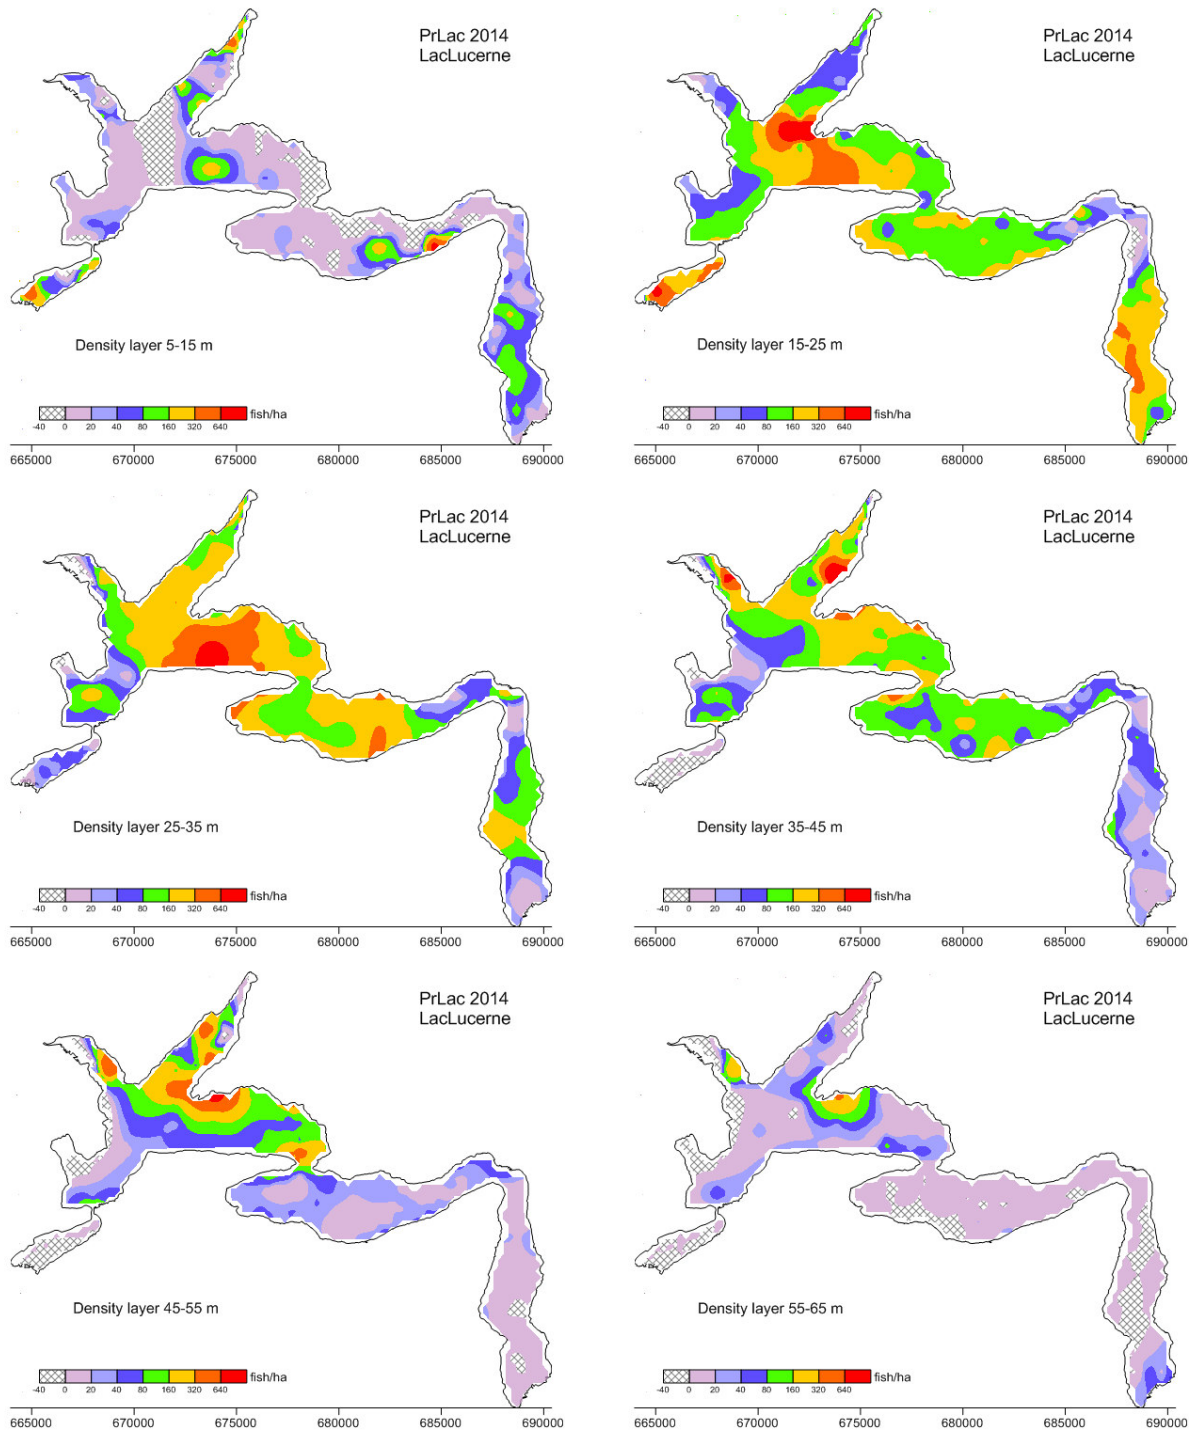 PrLac 2014
LacLucerne
Density layer 5-15 m
fish/ha
-40 0 20 40 80 160 320 640
665000 670000 675000 680000 685000 690000
PrLac 2014
LacLucerne
Density layer 15-25 m
fish/ha
-40 0 20 40 80 160 320 640
665000 670000 675000 680000 685000 690000
PrLac 2014
LacLucerne
Density layer 25-35 m
fish/ha
-40 0 20 40 80 160 320 640
665000 670000 675000 680000 685000 690000
PrLac 2014
LacLucerne
Density layer 35-45 m
fish/ha
-40 0 20 40 80 160 320 640
665000 670000 675000 680000 685000 690000
PrLac 2014
LacLucerne
Density layer 45-55 m
fish/ha
-40 0 20 40 80 160 320 640
665000 670000 675000 680000 685000 690000
PrLac 2014
LacLucerne
Density layer 55-65 m
fish/ha
-40 0 20 40 80 160 320 640
665000 670000 675000 680000 685000 690000